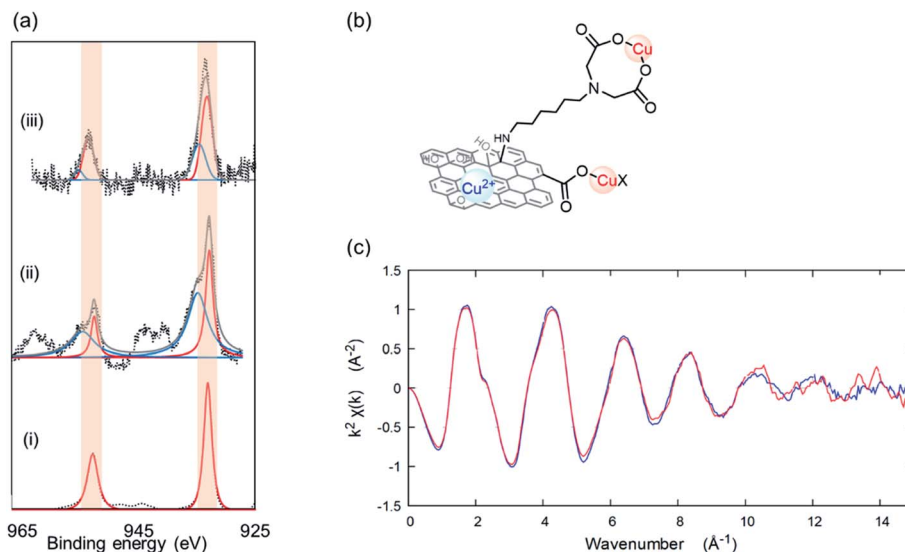 (a)
(iii)
(ii)
(i)
965
945
925
Binding energy (eV)
(b)
O
O
Cu
O
O
N
HN
HO
HO
HO
O
Cu²⁺
O
CuX
O
(c)
1.5
1
0.5
0
-0.5
-1
-1.5
k² χ(k) (Å⁻²)
0
2
4
6
8
10
12
14
Wavenumber (Å⁻¹)